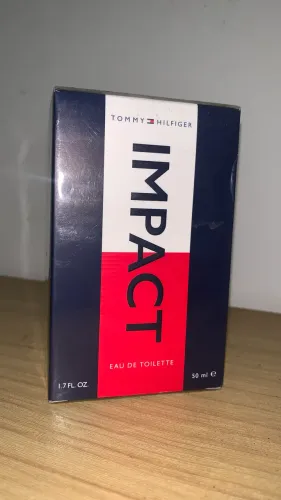 TOMMY HILFIGER
IMPACT
EAU DE TOILETTE
1.7 FL. OZ.
50 ml ℮